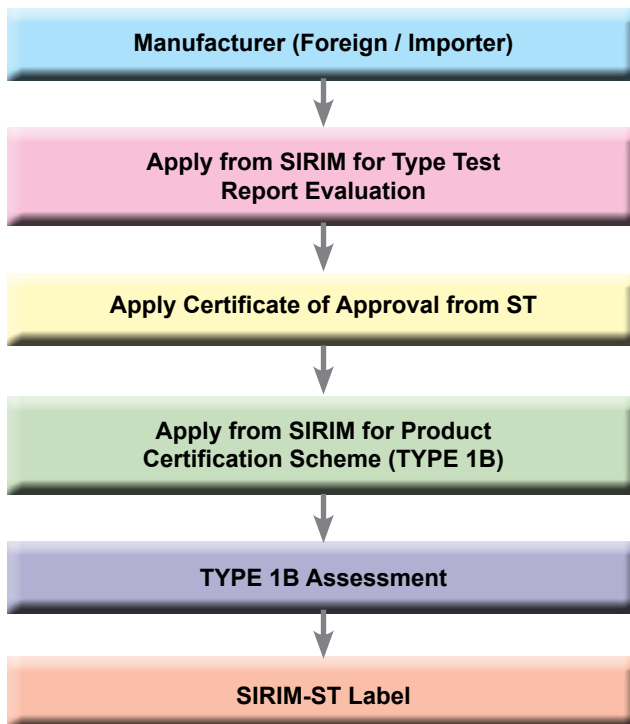 Manufacturer (Foreign / Importer)
Apply from SIRIM for Type Test
Report Evaluation
Apply Certificate of Approval from ST
Apply from SIRIM for Product
Certification Scheme (TYPE 1B)
TYPE 1B Assessment
SIRIM-ST Label